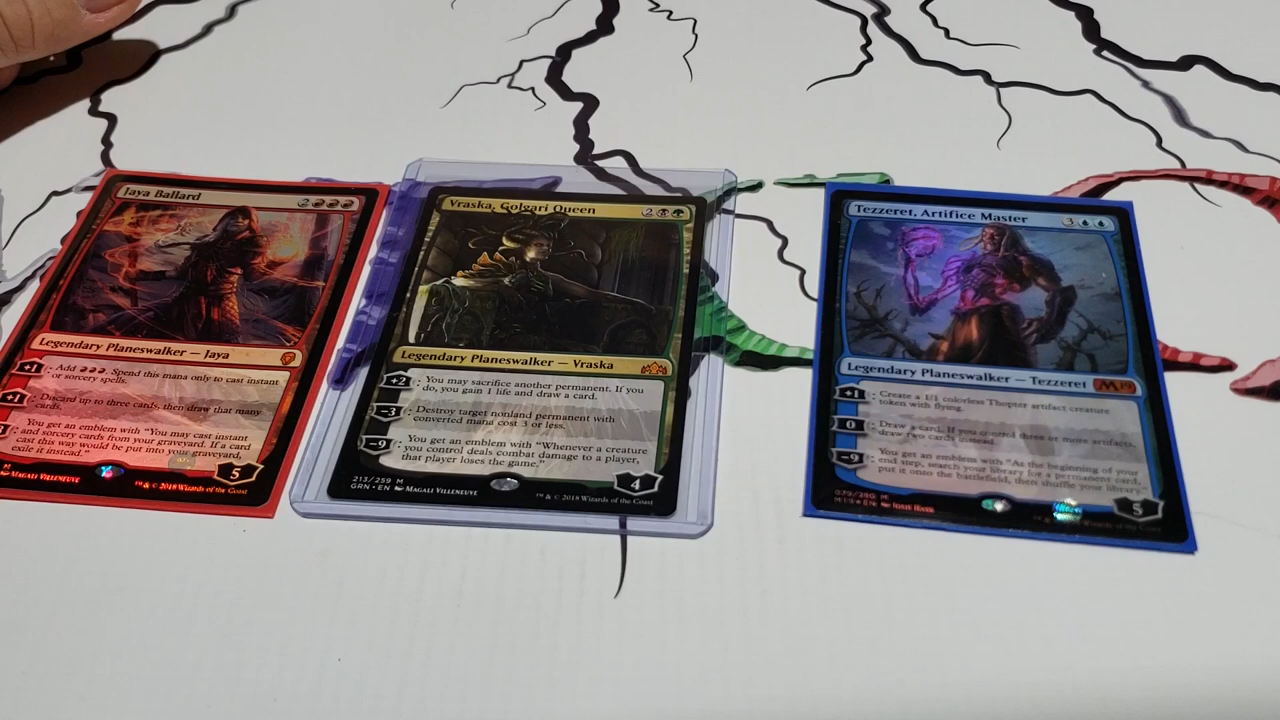 Jaya Ballard
2
Legendary Planeswalker — Jaya
+1 : Add . Spend this mana only to cast instant
or sorcery spells.
+1 : Discard up to three cards, then draw that many
cards.
: You get an emblem with "You may cast instant
and sorcery cards from your graveyard. If a card
cast this way would be put into your graveyard,
exile it instead."
5
M
MAGALI VILLENEUVE
™ & © 2018 Wizards of the Coast
Vraska, Golgari Queen
2
Legendary Planeswalker — Vraska
+2 : You may sacrifice another permanent. If you
do, you gain 1 life and draw a card.
-3 : Destroy target nonland permanent with
converted mana cost 3 or less.
-9 : You get an emblem with "Whenever a creature
you control deals combat damage to a player,
that player loses the game."
4
213/259 M
GRN • EN MAGALI VILLENEUVE
™ & © 2018 Wizards of the Coast
Tezzeret, Artifice Master
3
Legendary Planeswalker — Tezzeret M19
+1 : Create a 1/1 colorless Thopter artifact creature
token with flying.
0 : Draw a card. If you control three or more artifacts,
draw two cards instead.
-9 : You get an emblem with "At the beginning of your
end step, search your library for a permanent card,
put it onto the battlefield, then shuffle your library."
5
079/280 M
M19 ★ EN